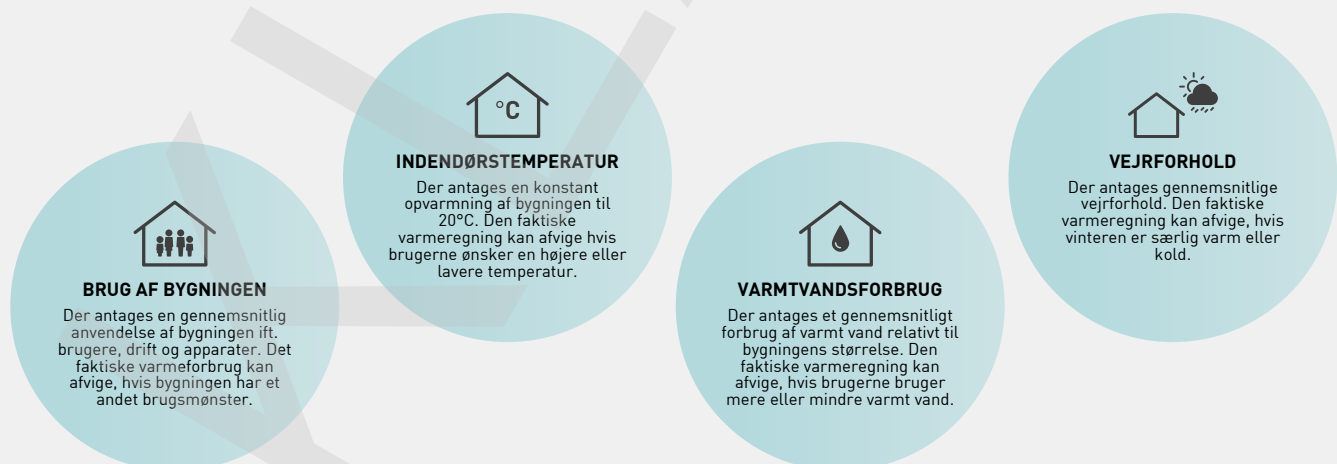 BRUG AF BYGNINGEN
Der antages en gennemsnitlig
anvendelse af bygningen ift.
brugere, drift og apparater. Det
faktiske varmeforbrug kan
afvige, hvis bygningen har et
andet brugsmønster.
°C
INDENDØRSTEMPERATUR
Der antages en konstant
opvarmning af bygningen til
20°C. Den faktiske
varmeregning kan afvige hvis
brugerne ønsker en højere eller
lavere temperatur.
VARMTVANDSFORBRUG
Der antages et gennemsnitligt
forbrug af varmt vand relativt til
bygningens størrelse. Den
faktiske varmeregning kan
afvige, hvis brugerne bruger
mere eller mindre varmt vand.
VEJRFORHOLD
Der antages gennemsnitlige
vejrforhold. Den faktiske
varmeregning kan afvige, hvis
vinteren er særlig varm eller
kold.